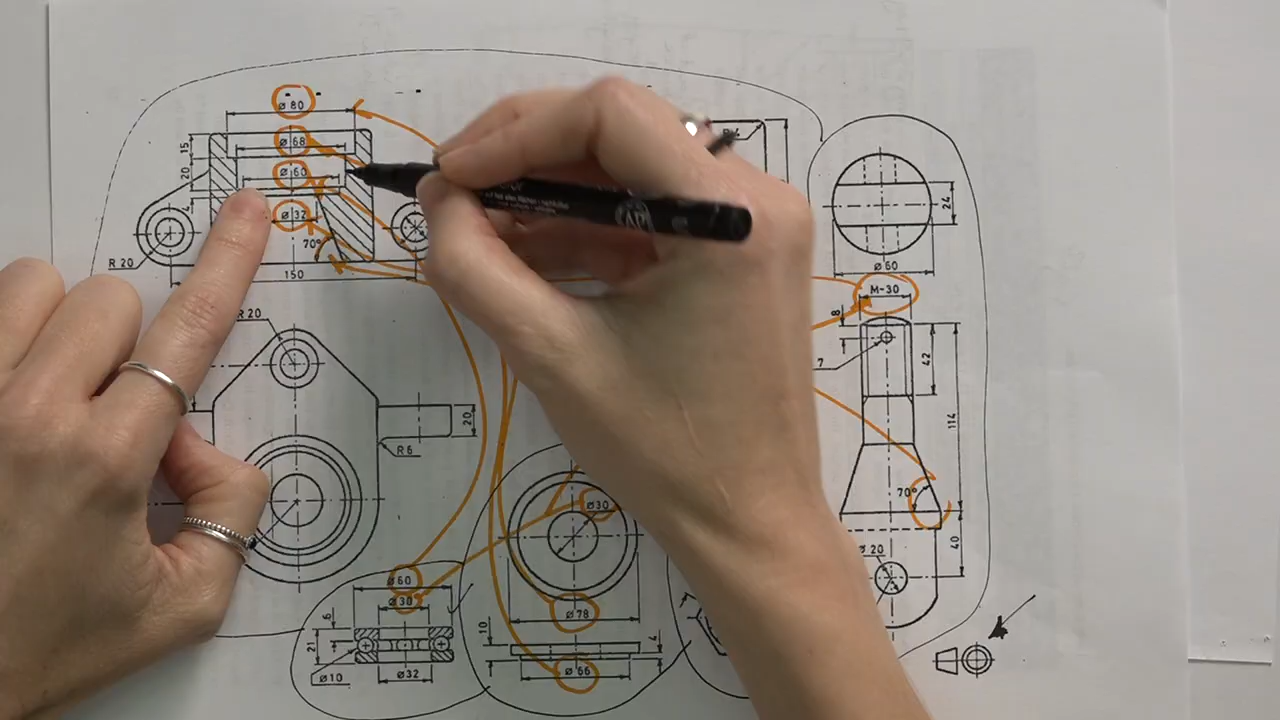 Ø 80
Ø 68
Ø 60
Ø 32
15
20
70°
R 20
150
R 20
20
R 6
24
Ø 60
M-30
8
7
42
114
70°
40
Ø 20
Ø 30
Ø 78
10
4
Ø 66
Ø 60
Ø 30
6
21
Ø 10
Ø 32